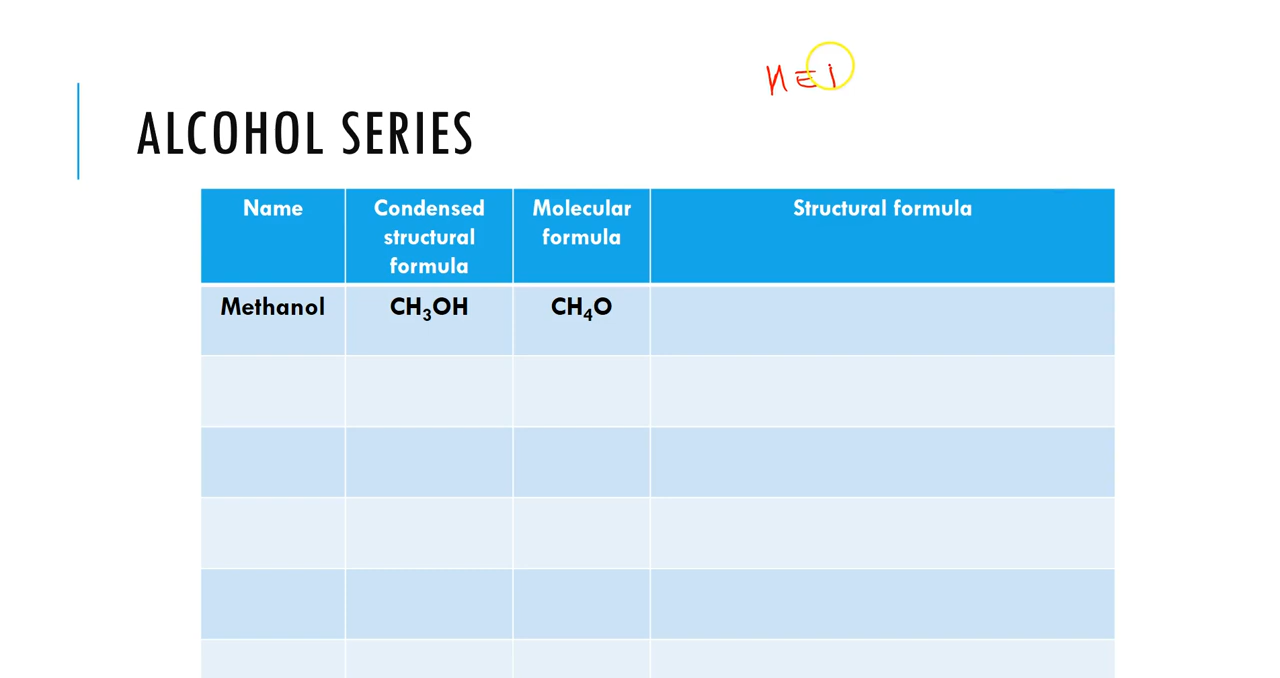 n = 1
ALCOHOL SERIES
Name
Condensed
structural
formula
Molecular
formula
Structural formula
Methanol
CH₃OH
CH₄O